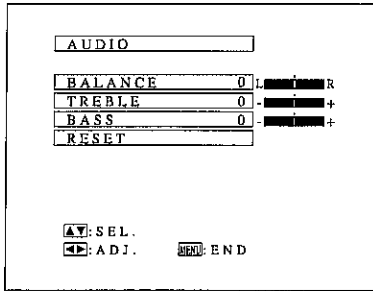 AUDIO
BALANCE 0 L R
TREBLE 0 - +
BASS 0 - +
RESET
▲▼:SEL.
◀▶:ADJ. MENU:END